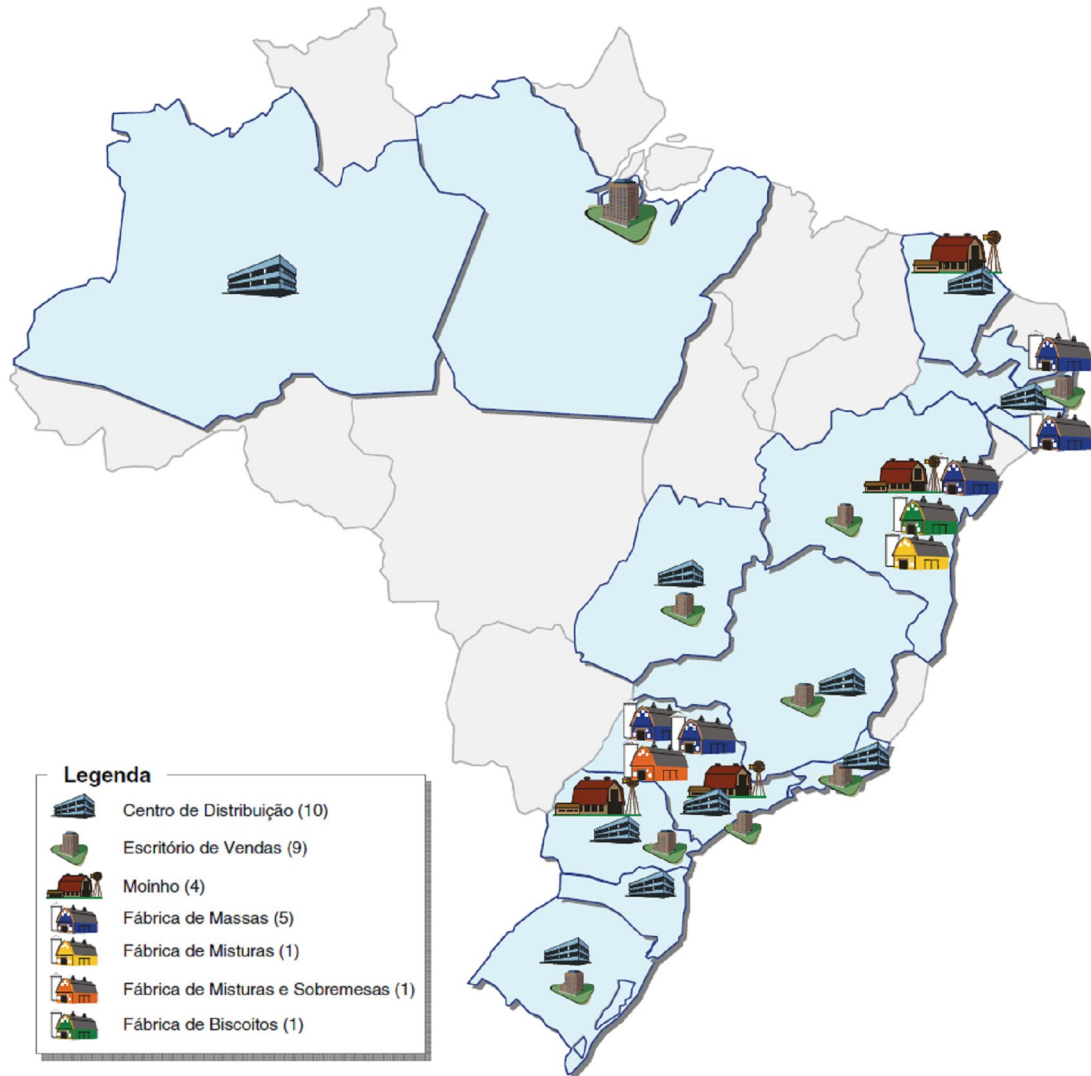 Legenda
Centro de Distribuição (10)
Escritório de Vendas (9)
Moinho (4)
Fábrica de Massas (5)
Fábrica de Misturas (1)
Fábrica de Misturas e Sobremesas (1)
Fábrica de Biscoitos (1)